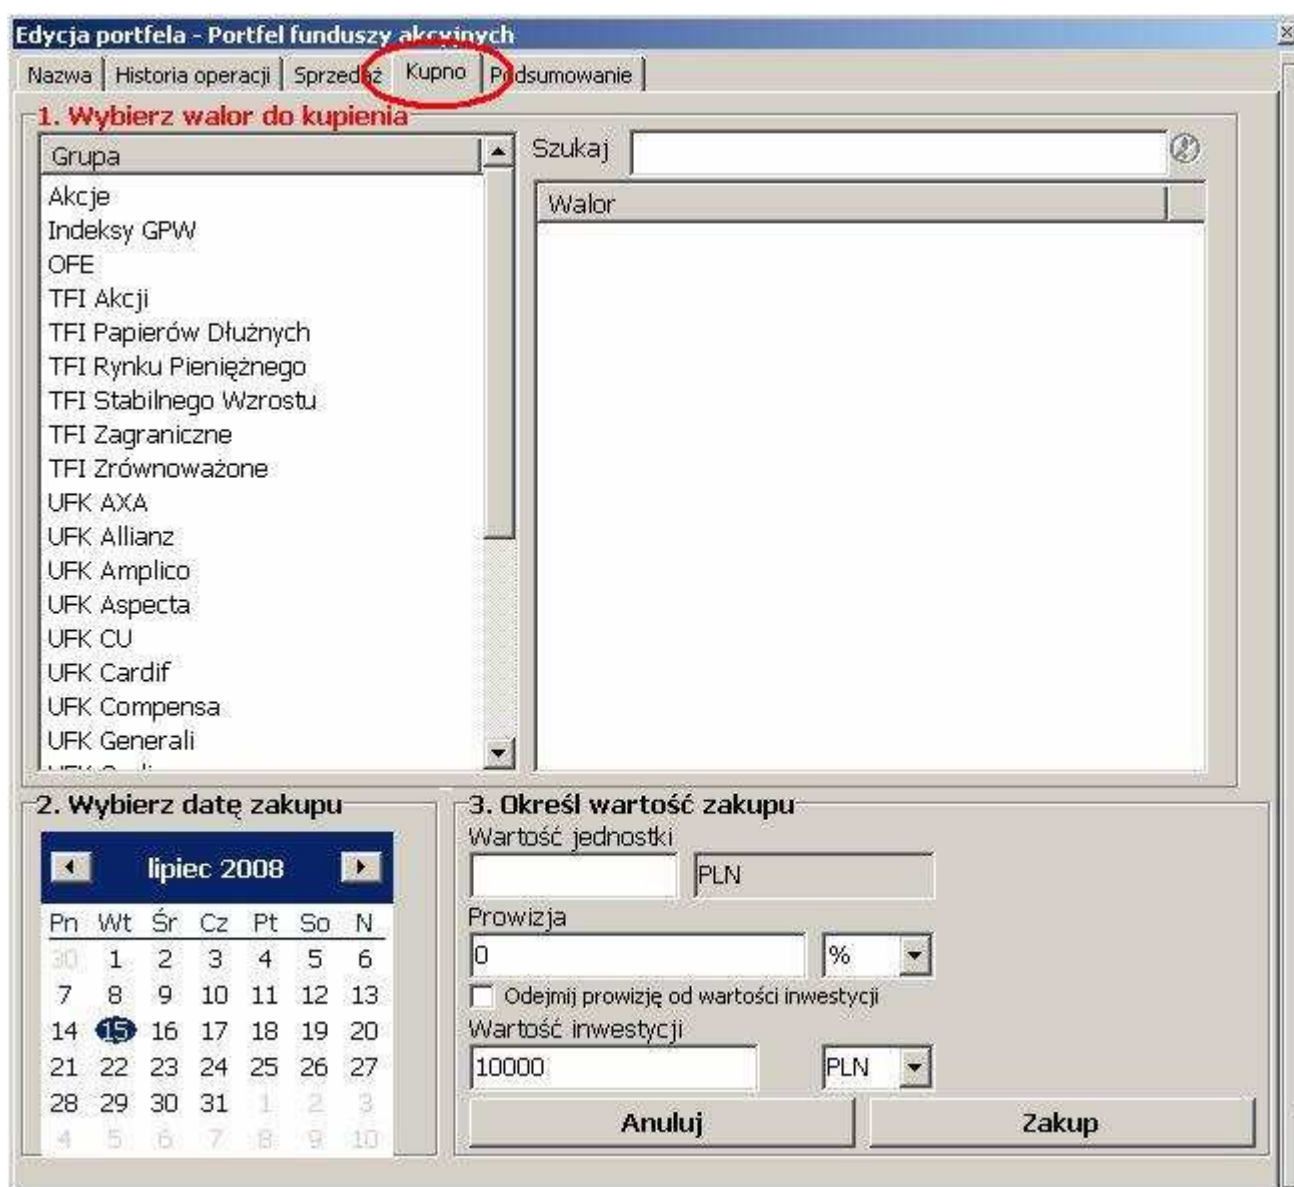 Edycja portfela - Portfel funduszy akcyjnych
Nazwa Historia operacji Sprzedaż Kupno Podsumowanie
1. Wybierz walor do kupienia
Grupa
Akcje
Indeksy GPW
OFE
TFI Akcji
TFI Papierów Dłużnych
TFI Rynku Pieniężnego
TFI Stabilnego Wzrostu
TFI Zagraniczne
TFI Zrównoważone
UFK AXA
UFK Allianz
UFK Amplico
UFK Aspecta
UFK CU
UFK Cardif
UFK Compensa
UFK Generali
Szukaj
Walor
2. Wybierz datę zakupu
lipiec 2008
Pn Wt Śr Cz Pt So N
30 1 2 3 4 5 6
7 8 9 10 11 12 13
14 15 16 17 18 19 20
21 22 23 24 25 26 27
28 29 30 31 1 2 3
4 5 6 7 8 9 10
3. Określ wartość zakupu
Wartość jednostki
PLN
Prowizja
0 %
Odejmij prowizję od wartości inwestycji
Wartość inwestycji
10000 PLN
Anuluj Zakup